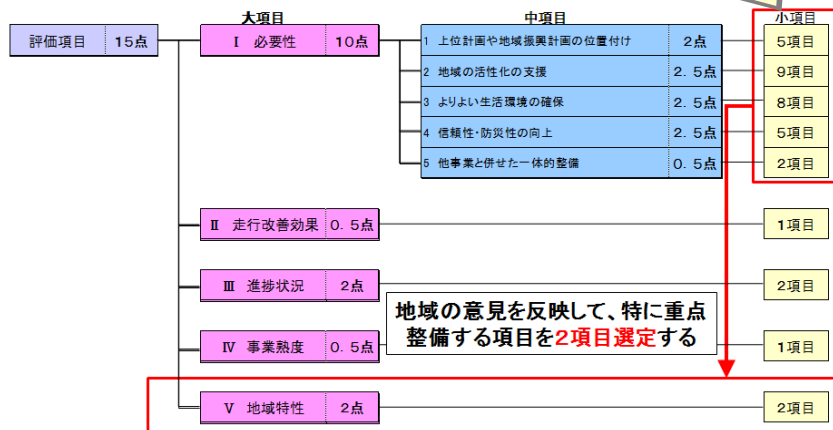 大項目
中項目
小項目
評価項目 15点
Ⅰ 必要性 10点
1 上位計画や地域振興計画の位置付け 2点
5項目
2 地域の活性化の支援 2.5点
9項目
3 よりよい生活環境の確保 2.5点
8項目
4 信頼性・防災性の向上 2.5点
5項目
5 他事業と併せた一体的整備 0.5点
2項目
Ⅱ 走行改善効果 0.5点
1項目
Ⅲ 進捗状況 2点
2項目
地域の意見を反映して、特に重点
整備する項目を2項目選定する
Ⅳ 事業熟度 0.5点
1項目
Ⅴ 地域特性 2点
2項目